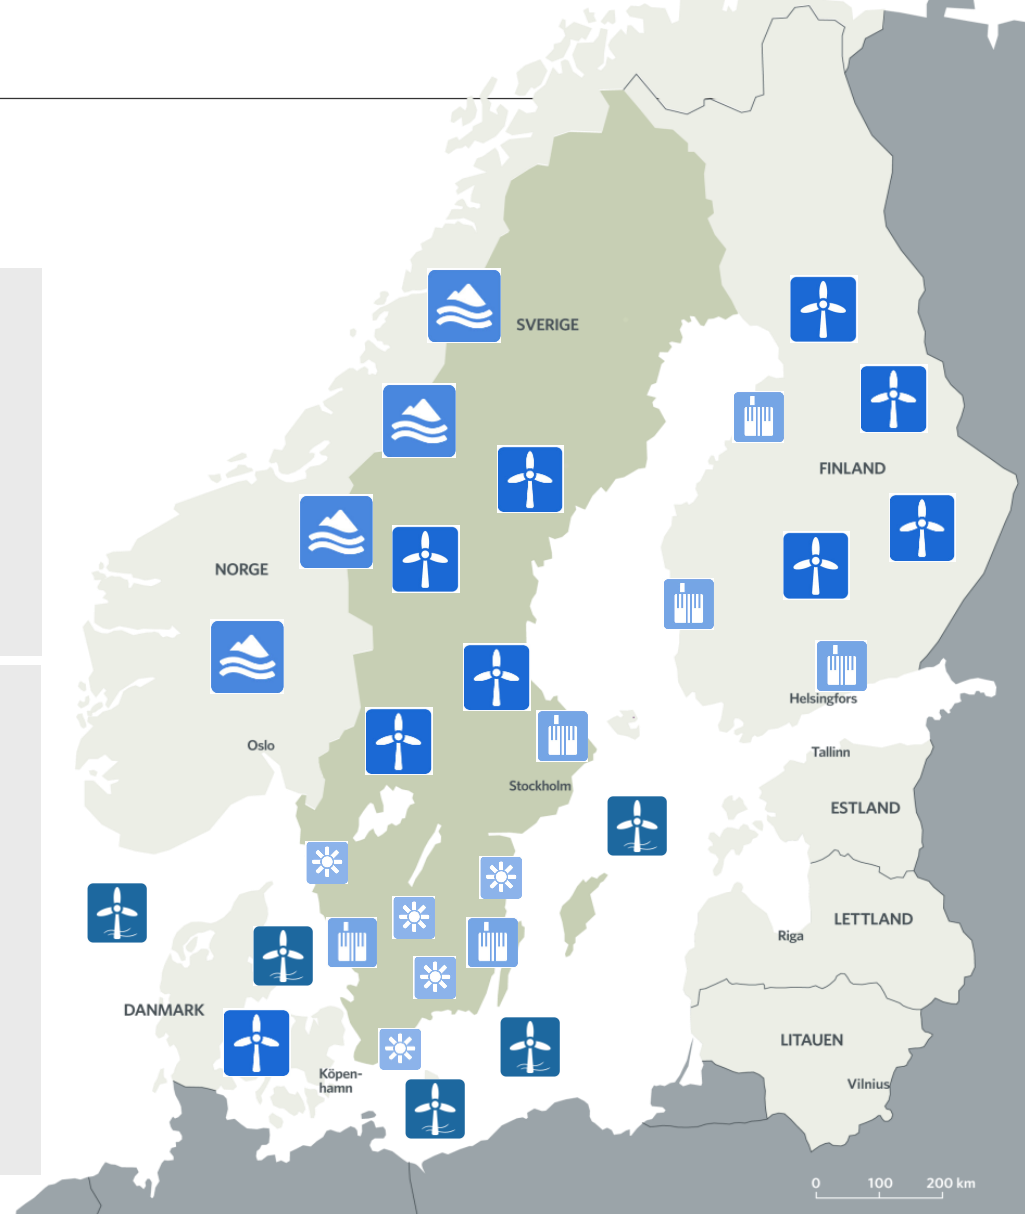 SVERIGE
FINLAND
NORGE
Helsingfors
Oslo
Tallinn
Stockholm
ESTLAND
LETTLAND
Riga
DANMARK
LITAUEN
Köpen-
hamn
Vilnius
0 100 200 km